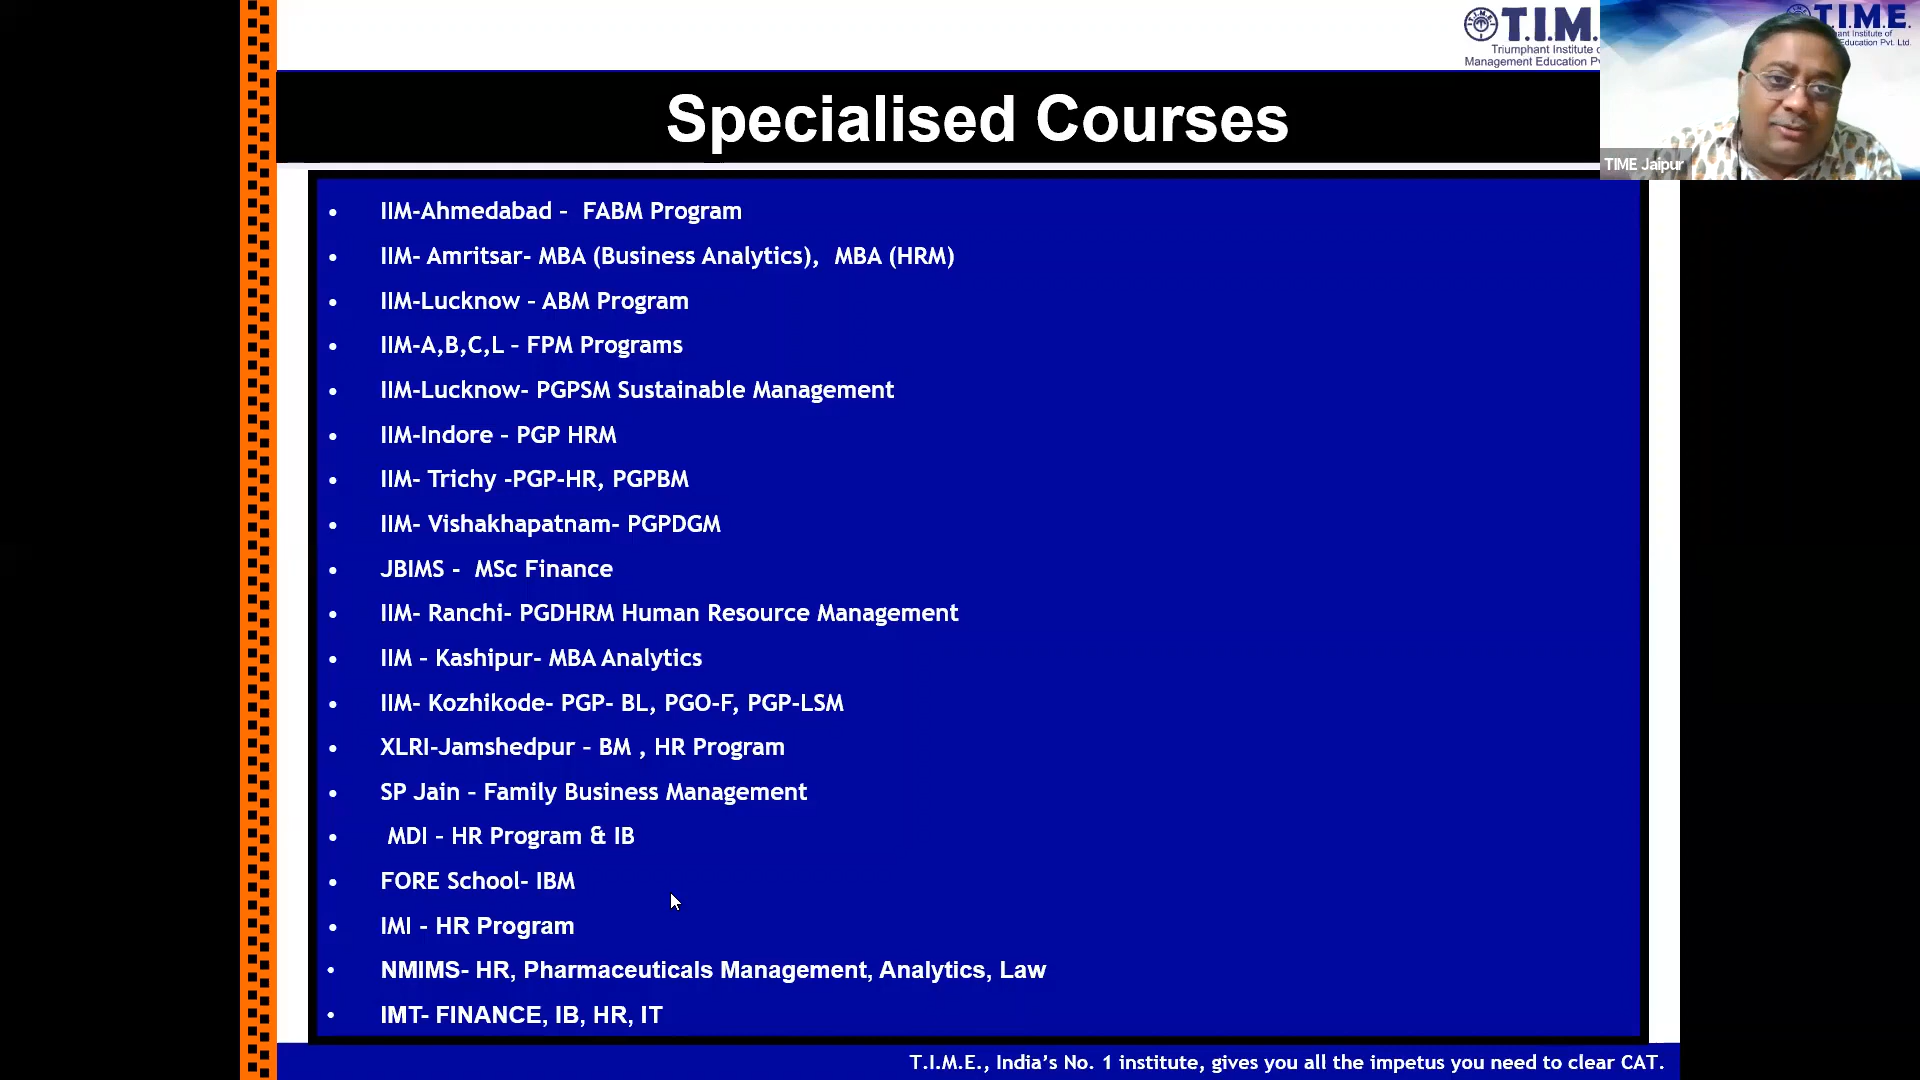 T.I.M.
Triumphant Institute
Management Education
T.I.M.E.
Institute of
Education Pvt. Ltd.
TIME Jaipur
Specialised Courses
• IIM-Ahmedabad – FABM Program
• IIM- Amritsar- MBA (Business Analytics), MBA (HRM)
• IIM-Lucknow – ABM Program
• IIM-A,B,C,L – FPM Programs
• IIM-Lucknow- PGPSM Sustainable Management
• IIM-Indore – PGP HRM
• IIM- Trichy -PGP-HR, PGPBM
• IIM- Vishakhapatnam- PGPDGM
• JBIMS - MSc Finance
• IIM- Ranchi- PGDHRM Human Resource Management
• IIM – Kashipur- MBA Analytics
• IIM- Kozhikode- PGP- BL, PGO-F, PGP-LSM
• XLRI-Jamshedpur – BM , HR Program
• SP Jain – Family Business Management
• MDI – HR Program & IB
• FORE School- IBM
• IMI - HR Program
• NMIMS- HR, Pharmaceuticals Management, Analytics, Law
• IMT- FINANCE, IB, HR, IT
T.I.M.E., India's No. 1 institute, gives you all the impetus you need to clear CAT.